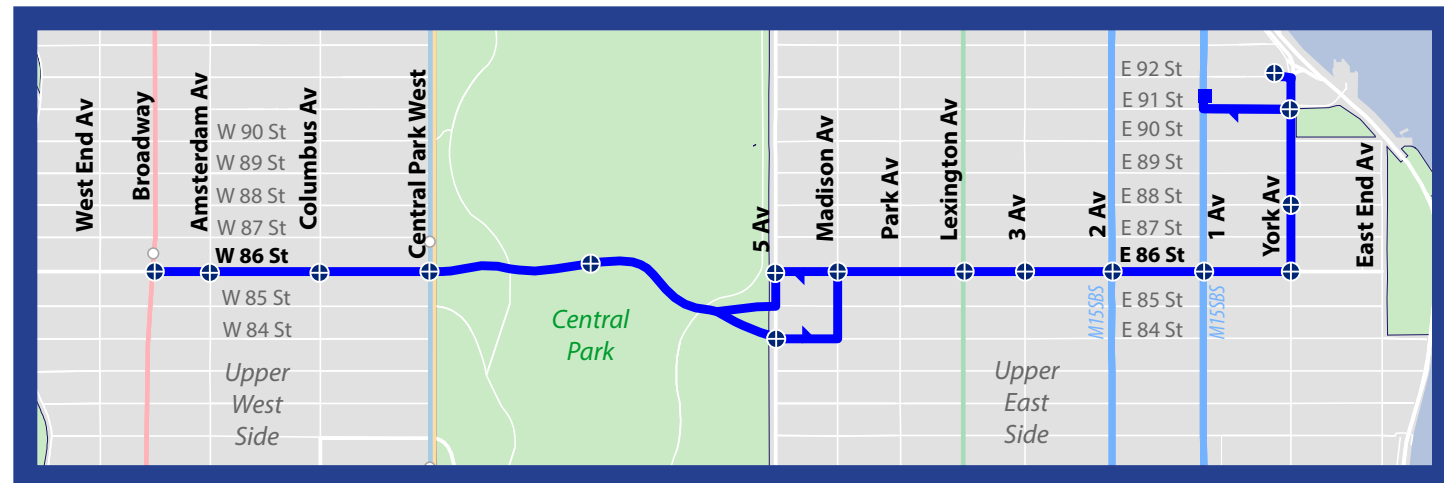 West End Av
Broadway
Amsterdam Av
Columbus Av
Central Park West
5 Av
Madison Av
Park Av
Lexington Av
3 Av
2 Av
1 Av
York Av
East End Av
W 90 St
W 89 St
W 88 St
W 87 St
W 86 St
W 85 St
W 84 St
E 92 St
E 91 St
E 90 St
E 89 St
E 88 St
E 87 St
E 86 St
E 85 St
E 84 St
M15SBS
M15SBS
Upper
West
Side
Central
Park
Upper
East
Side